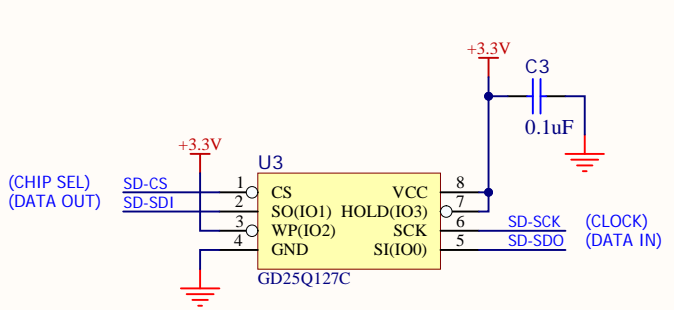 +3.3V
C3
0.1uF
+3.3V
U3
(CHIP SEL) SD-CS 1 CS VCC 8
(DATA OUT) SD-SDI 2 SO(IO1) HOLD(IO3) 7
3 WP(IO2) SCK 6 SD-SCK (CLOCK)
4 GND SI(IO0) 5 SD-SDO (DATA IN)
GD25Q127C